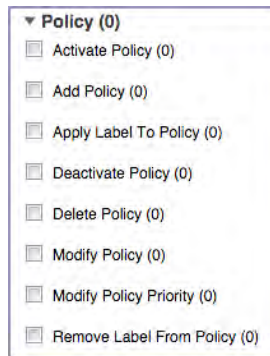 Policy (0)
Activate Policy (0)
Add Policy (0)
Apply Label To Policy (0)
Deactivate Policy (0)
Delete Policy (0)
Modify Policy (0)
Modify Policy Priority (0)
Remove Label From Policy (0)